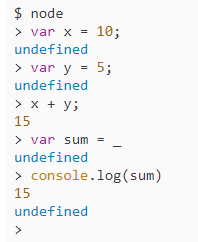 $ node
> var x = 10;
undefined
> var y = 5;
undefined
> x + y;
15
> var sum = _
undefined
> console.log(sum)
15
undefined
>